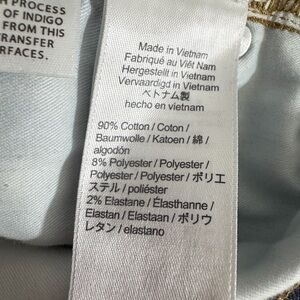 PROCESS
OF INDIGO
FROM THIS
TRANSFER
RFACES.
Made in Vietnam
Fabriqué au Việt Nam
Hergestellt in Vietnam
Vervaardigd in Vietnam
ベトナム製
hecho en vietnam
90% Cotton / Coton /
Baumwolle / Katoen / 綿 /
algodón
8% Polyester / Polyester /
Polyester / Polyester / ポリエ
ステル / poliéster
2% Elastane / Élasthanne /
Elastan / Elastaan / ポリウ
レタン / elastano